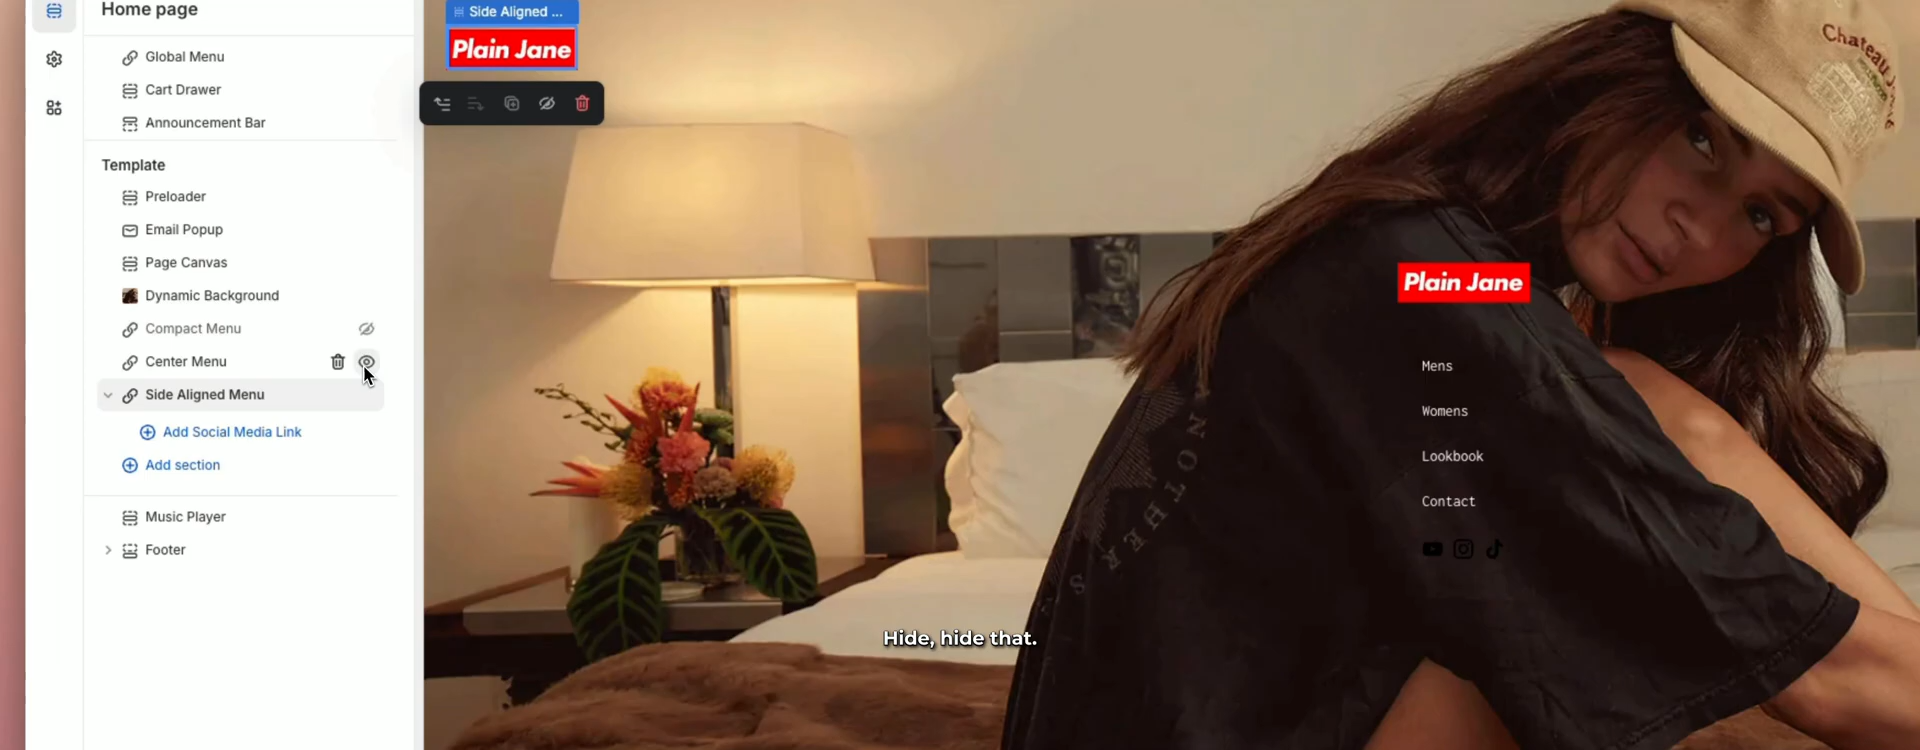 Home page
Global Menu
Cart Drawer
Announcement Bar
Template
Preloader
Email Popup
Page Canvas
Dynamic Background
Compact Menu
Center Menu
Side Aligned Menu
Add Social Media Link
Add section
Music Player
Footer
Side Aligned ...
Plain Jane
Plain Jane
Mens
Womens
Lookbook
Contact
Hide, hide that.